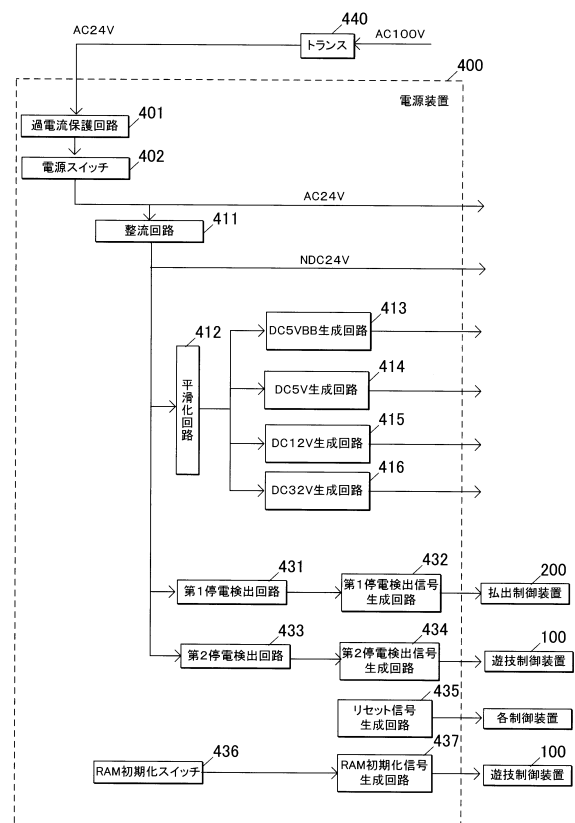 440
AC24V
トランス
AC100V
400
電源装置
401
過電流保護回路
402
電源スイッチ
AC24V
411
整流回路
NDC24V
413
412
DC5VBB生成回路
平滑化回路
414
DC5V生成回路
415
DC12V生成回路
416
DC32V生成回路
431
432
200
第1停電検出回路
第1停電検出信号
生成回路
払出制御装置
433
434
100
第2停電検出回路
第2停電検出信号
生成回路
遊技制御装置
435
リセット信号
生成回路
各制御装置
436
437
100
RAM初期化スイッチ
RAM初期化信号
生成回路
遊技制御装置